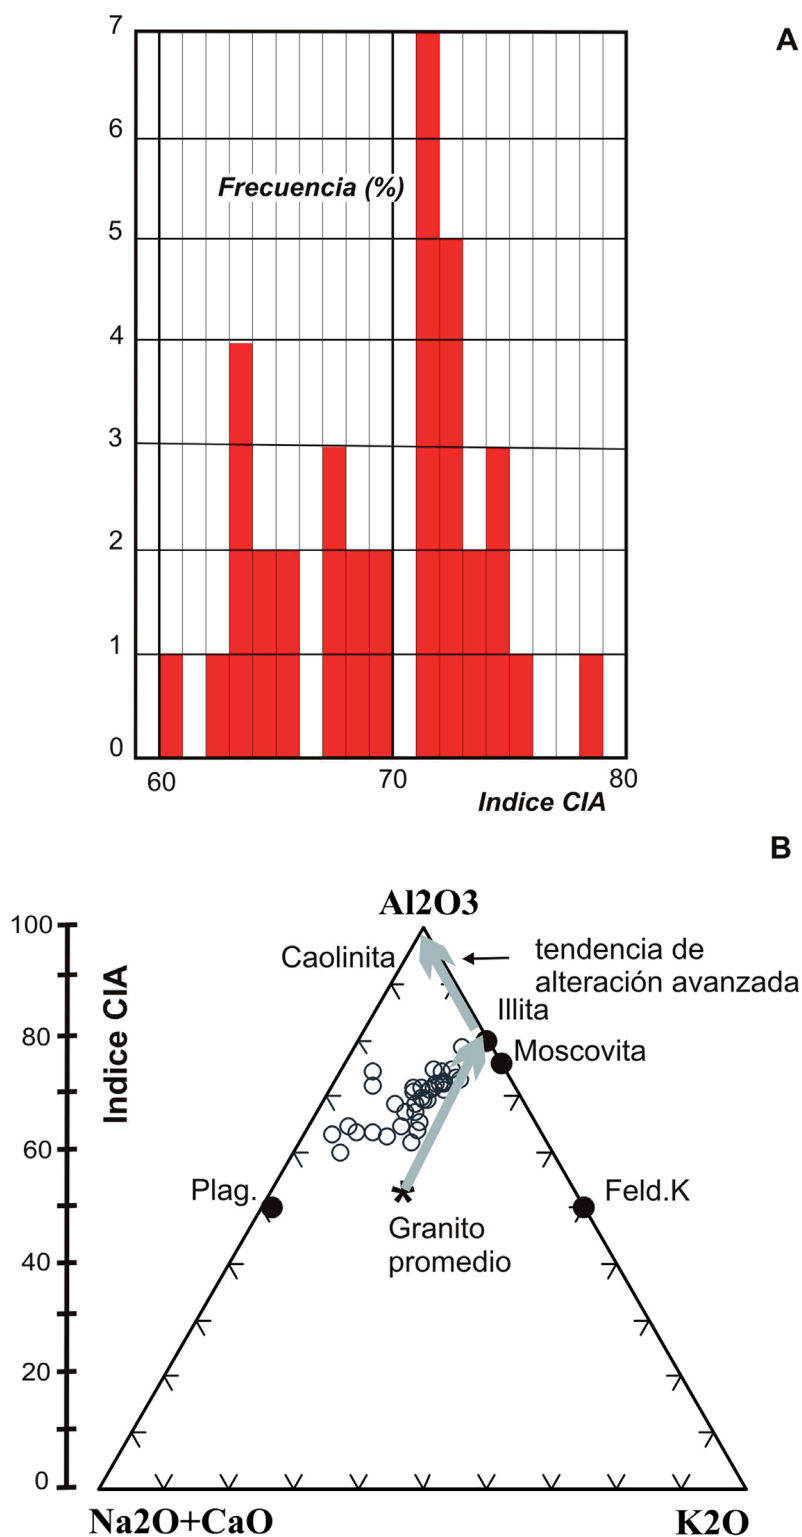 A
7
6
Frecuencia (%)
5
4
3
2
1
0
60
70
80
Indice CIA
B
Al2O3
100
Caolinita
tendencia de
alteración avanzada
Indice CIA
Illita
80
Moscovita
60
Plag.
Feld.K
Granito
promedio
40
20
0
Na2O+CaO
K2O